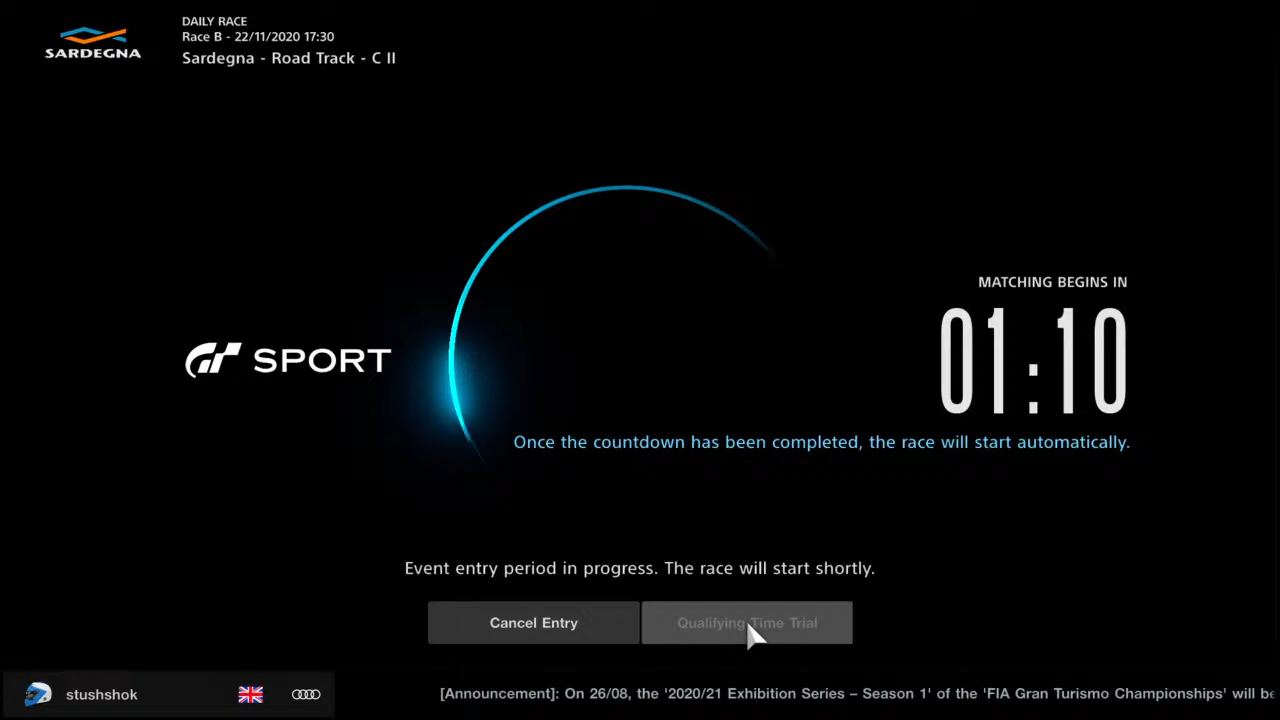 SARDEGNA
DAILY RACE
Race B - 22/11/2020 17:30
Sardegna - Road Track - C II
GT SPORT
MATCHING BEGINS IN
01:10
Once the countdown has been completed, the race will start automatically.
Event entry period in progress. The race will start shortly.
Cancel Entry
Qualifying Time Trial
stushshok
[Announcement]: On 26/08, the '2020/21 Exhibition Series – Season 1' of the 'FIA Gran Turismo Championships' will be